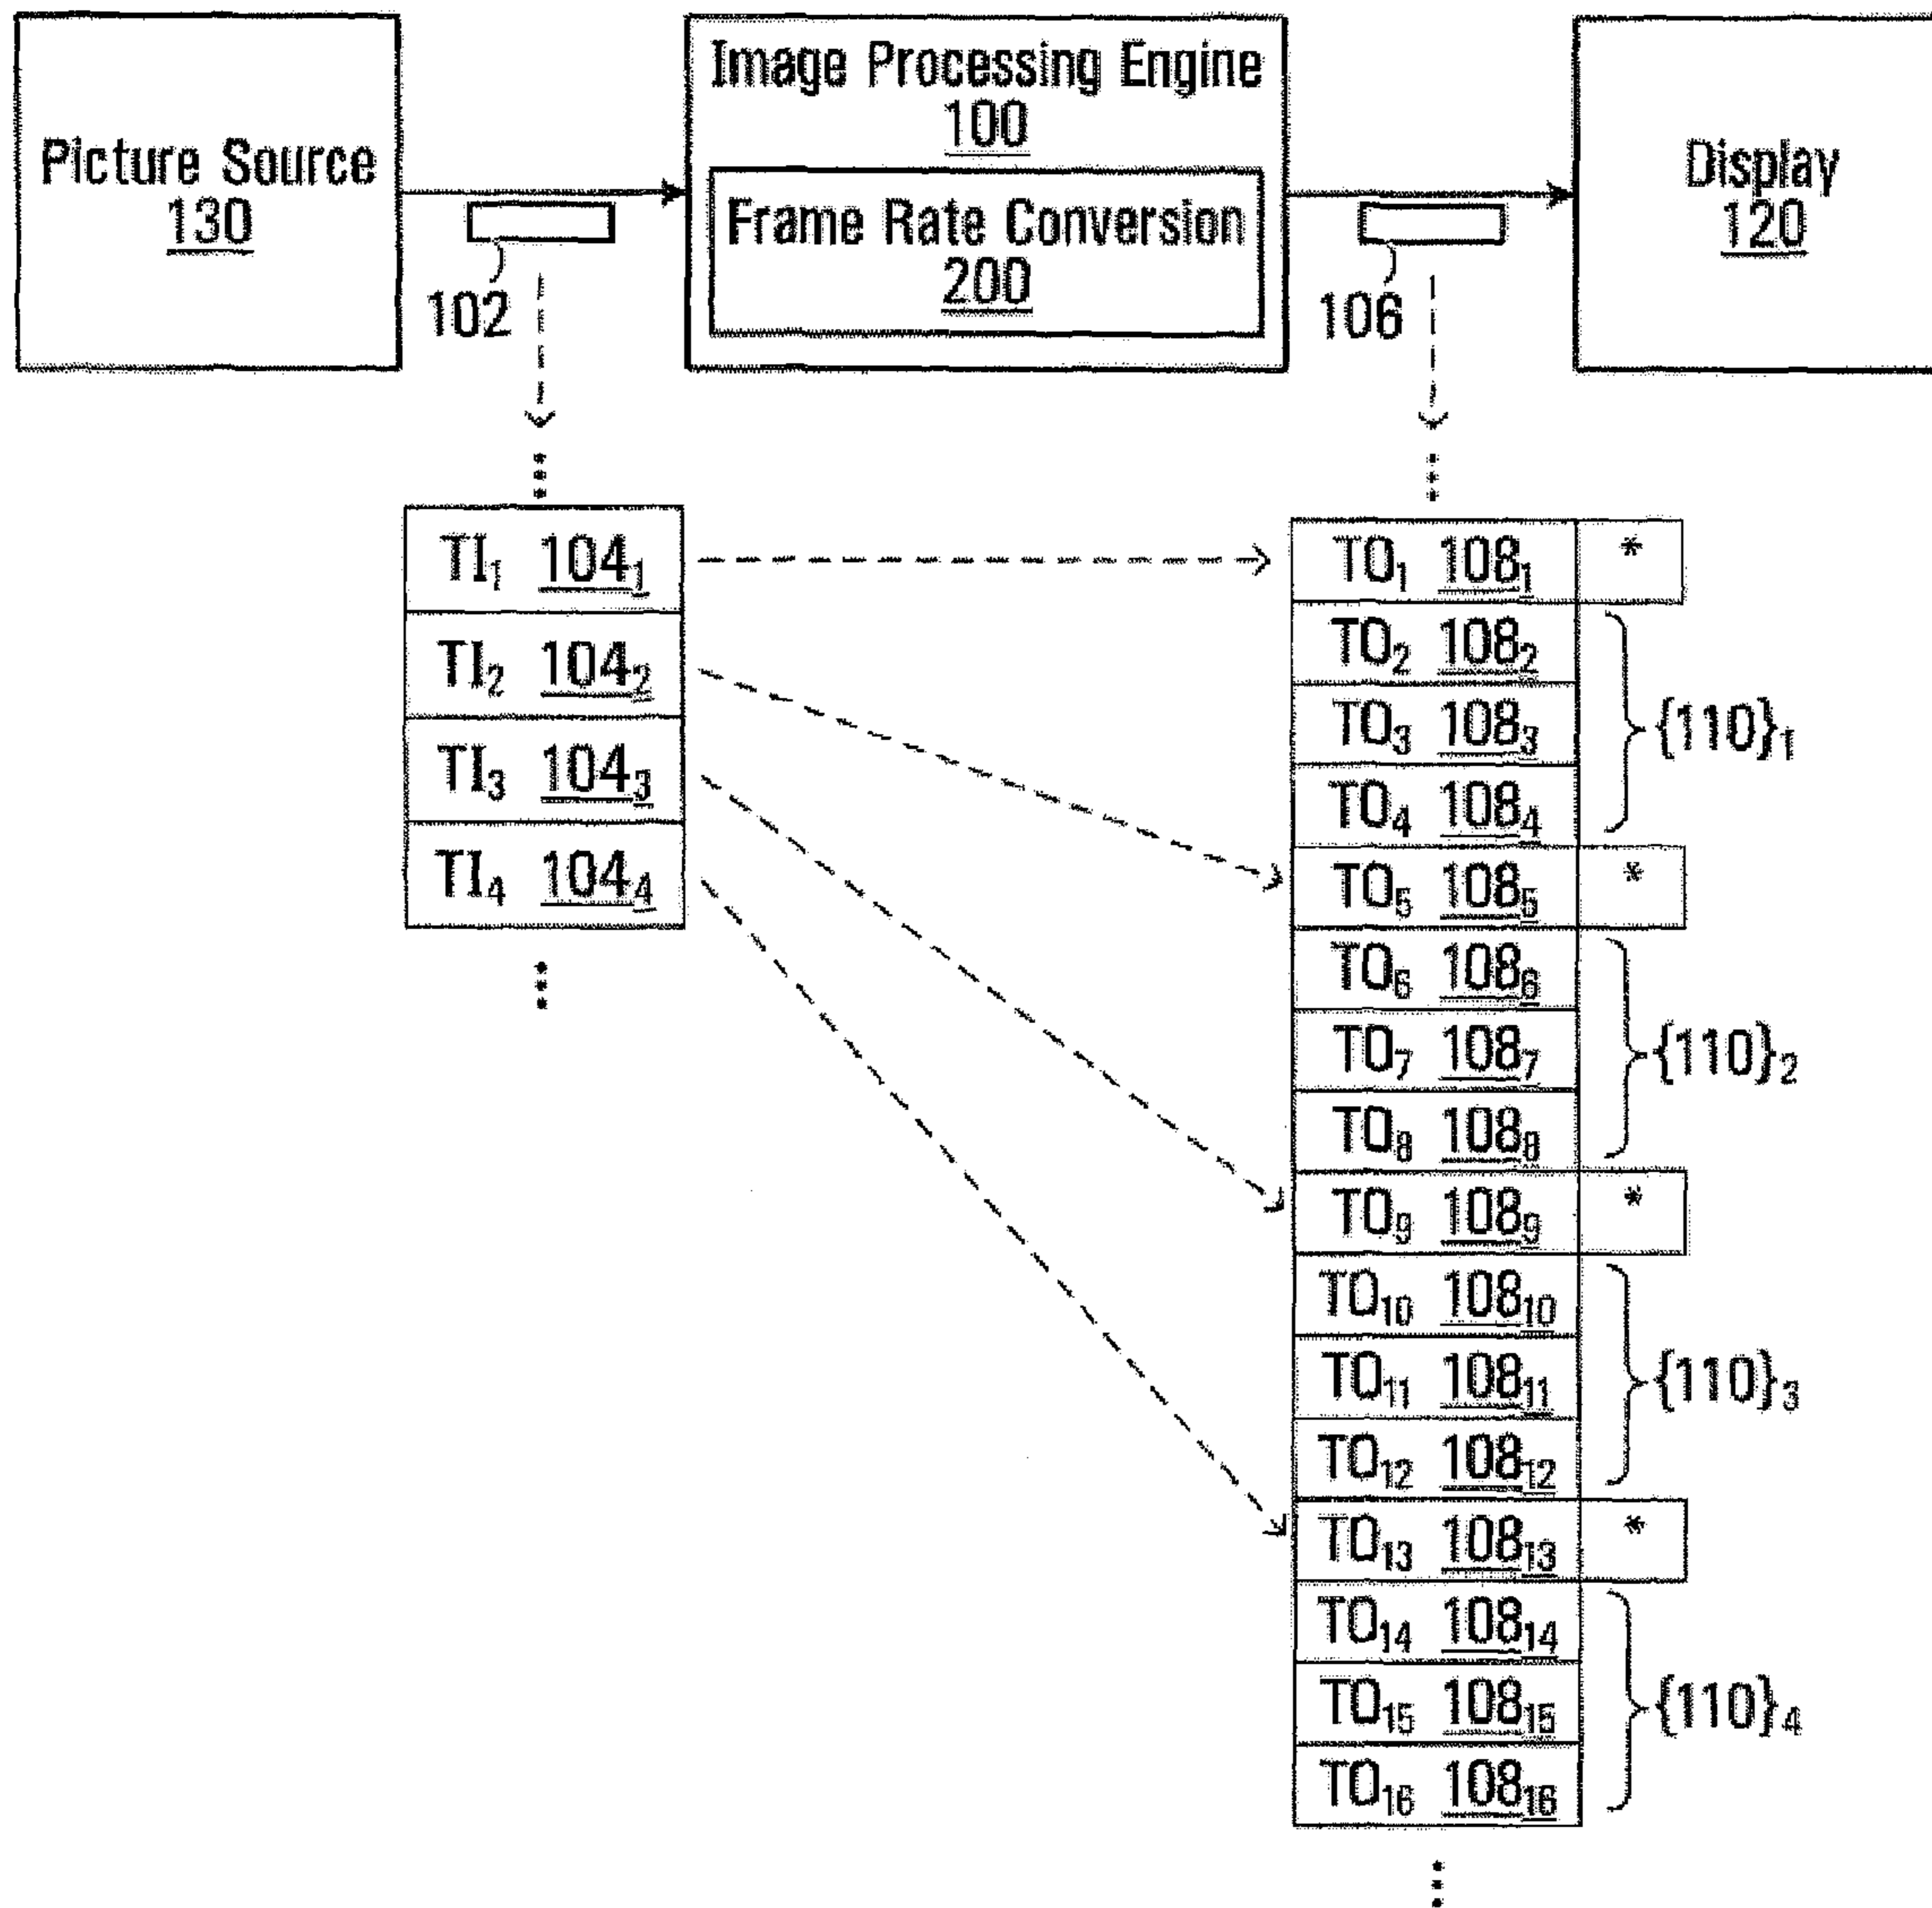 Picture Source
130
Image Processing Engine
100
Frame Rate Conversion
200
Display
120
102
106
TI₁ 104₁
TI₂ 104₂
TI₃ 104₃
TI₄ 104₄
TO₁ 108₁ *
TO₂ 108₂
TO₃ 108₃
TO₄ 108₄
{110}₁
TO₅ 108₅ *
TO₆ 108₆
TO₇ 108₇
TO₈ 108₈
{110}₂
TO₉ 108₉ *
TO₁₀ 108₁₀
TO₁₁ 108₁₁
TO₁₂ 108₁₂
{110}₃
TO₁₃ 108₁₃ *
TO₁₄ 108₁₄
TO₁₅ 108₁₅
TO₁₆ 108₁₆
{110}₄